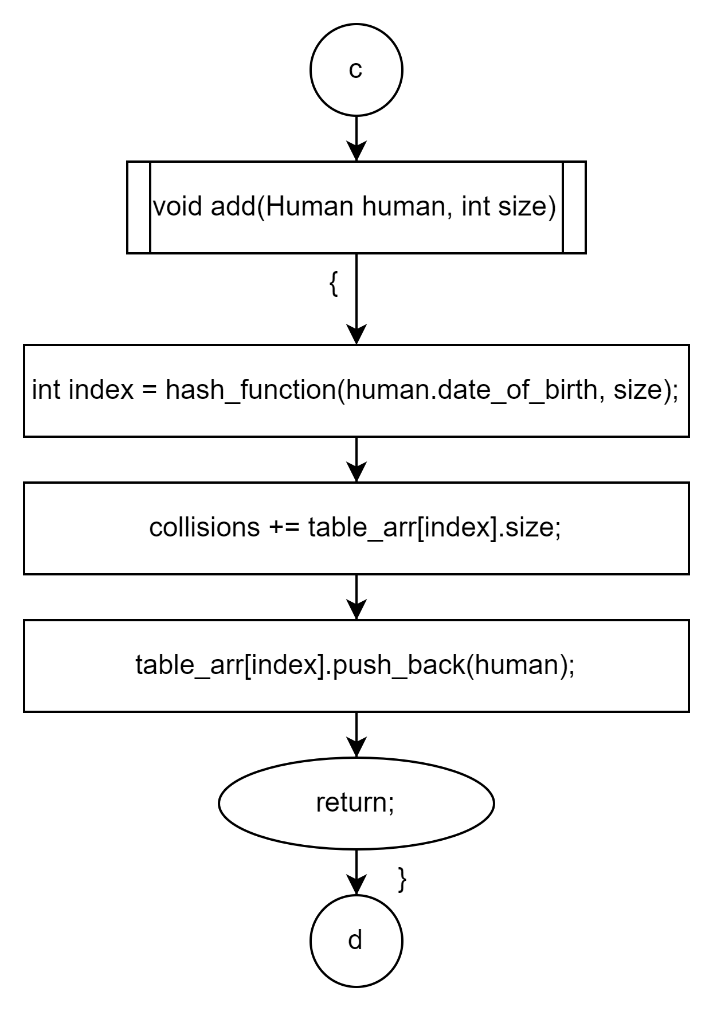 c
void add(Human human, int size)
{
int index = hash_function(human.date_of_birth, size);
collisions += table_arr[index].size;
table_arr[index].push_back(human);
return;
}
d